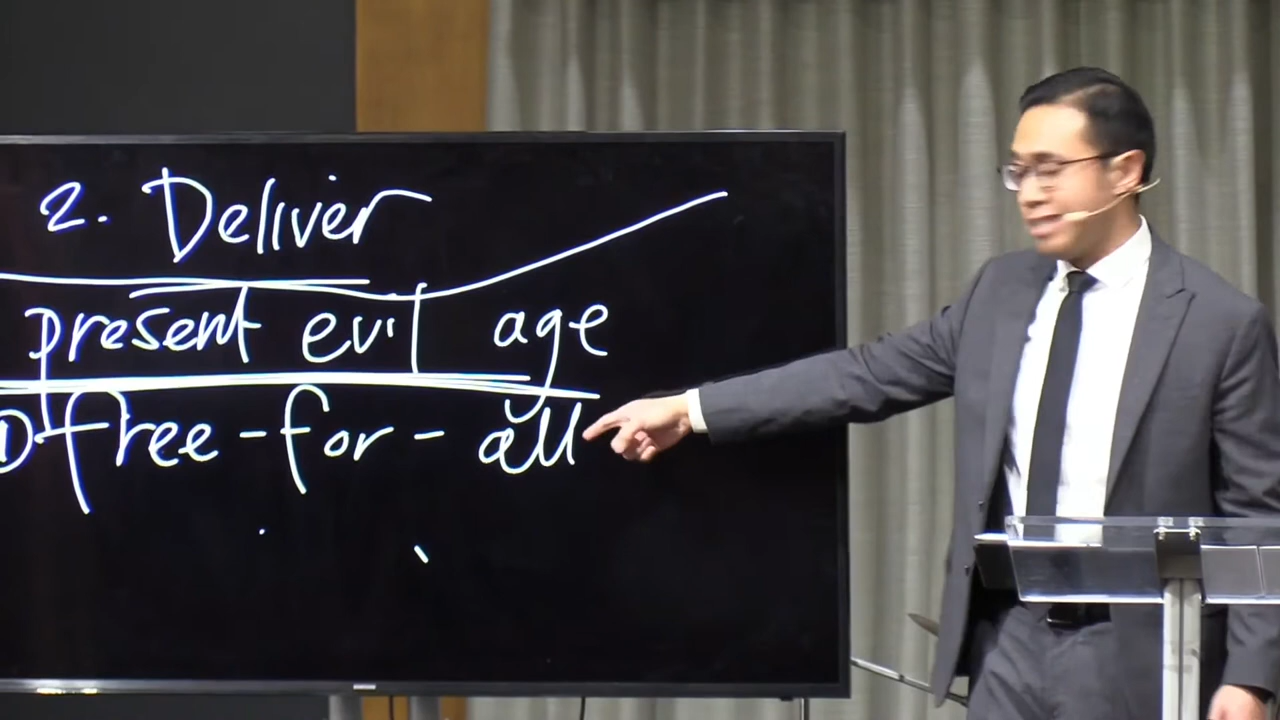 2. Deliver
present evil age
① free-for-all